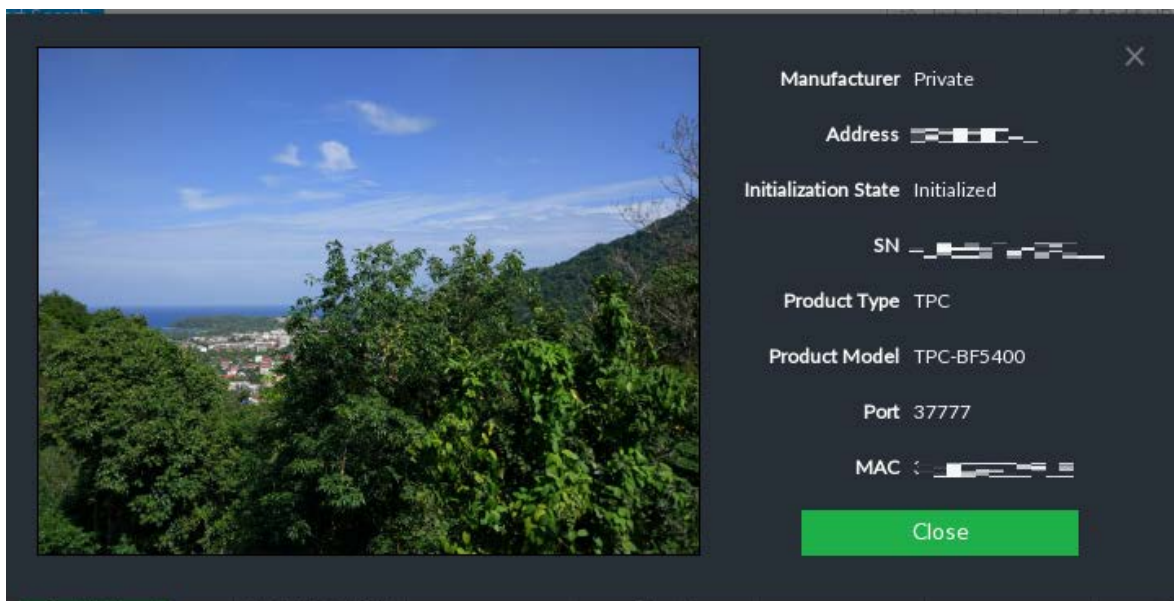 Manufacturer Private
Address
Initialization State Initialized
SN
Product Type TPC
Product Model TPC-BF5400
Port 37777
MAC
Close